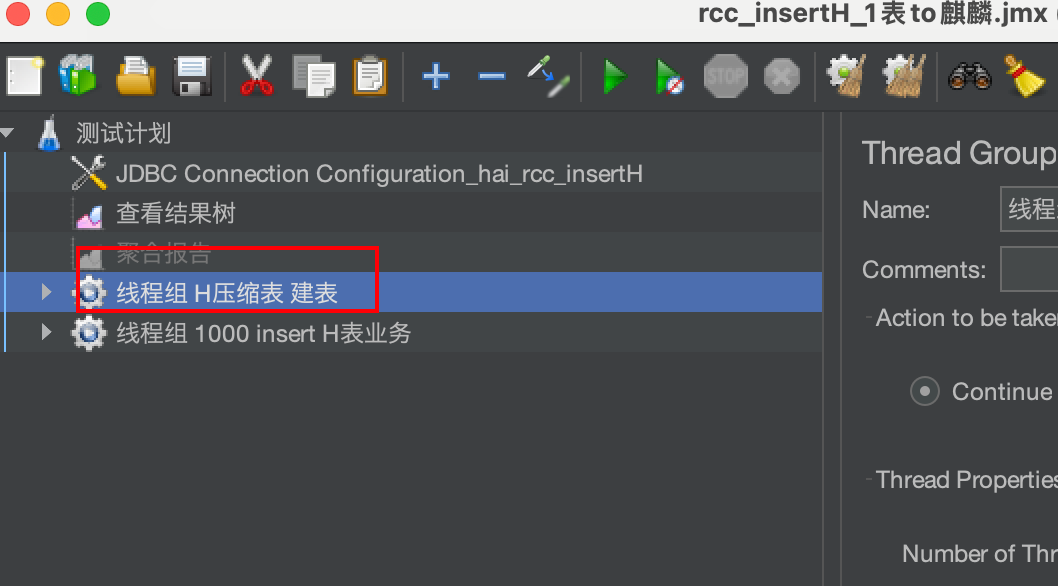 rcc_insertH_1表to麒麟.jmx (
STOP
测试计划
JDBC Connection Configuration_hai_rcc_insertH
查看结果树
聚合报告
线程组 H压缩表 建表
线程组 1000 insert H表业务
Thread Group
Name:
线程
Comments:
Action to be taken
Continue
Thread Properties
Number of Thr